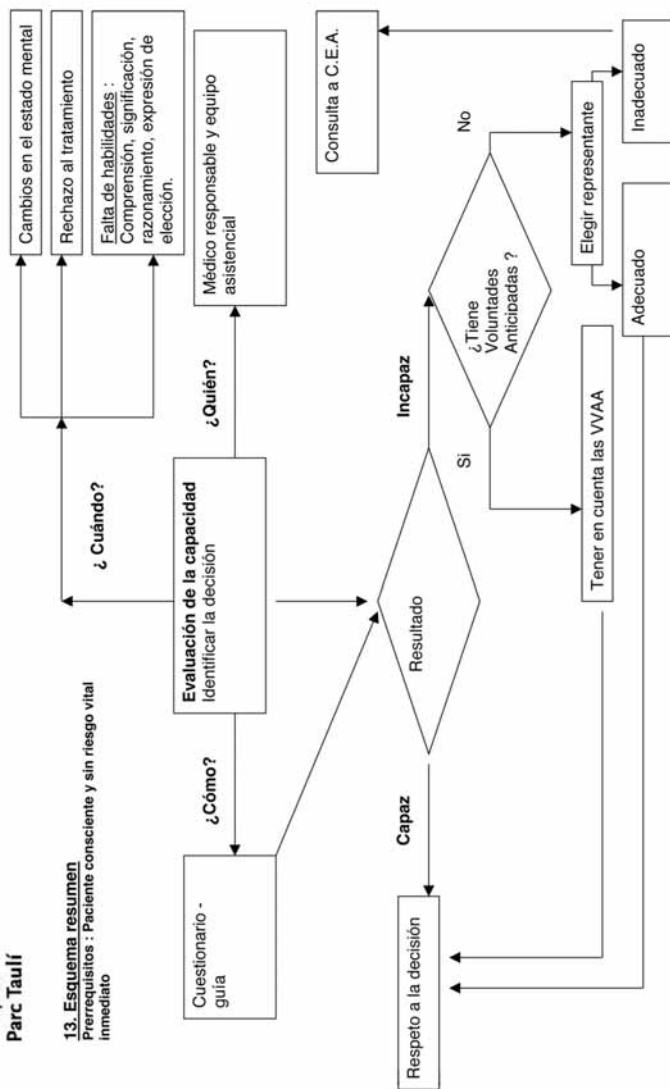 Parc Taulí
13. Esquema resumen
Prerrequisitos : Paciente consciente y sin riesgo vital
inmediato
¿ Cuándo?
Cambios en el estado mental
Rechazo al tratamiento
Falta de habilidades :
Comprensión, significación,
razonamiento, expresión de
elección.
Evaluación de la capacidad
Identificar la decisión
¿Quién?
Médico responsable y equipo
asistencial
¿Cómo?
Cuestionario -
guía
Resultado
Capaz
Respeto a la decisión
Incapaz
¿Tiene
Voluntades
Anticipadas ?
Si
Tener en cuenta las VVAA
No
Elegir representante
Adecuado
Inadecuado
Consulta a C.E.A.